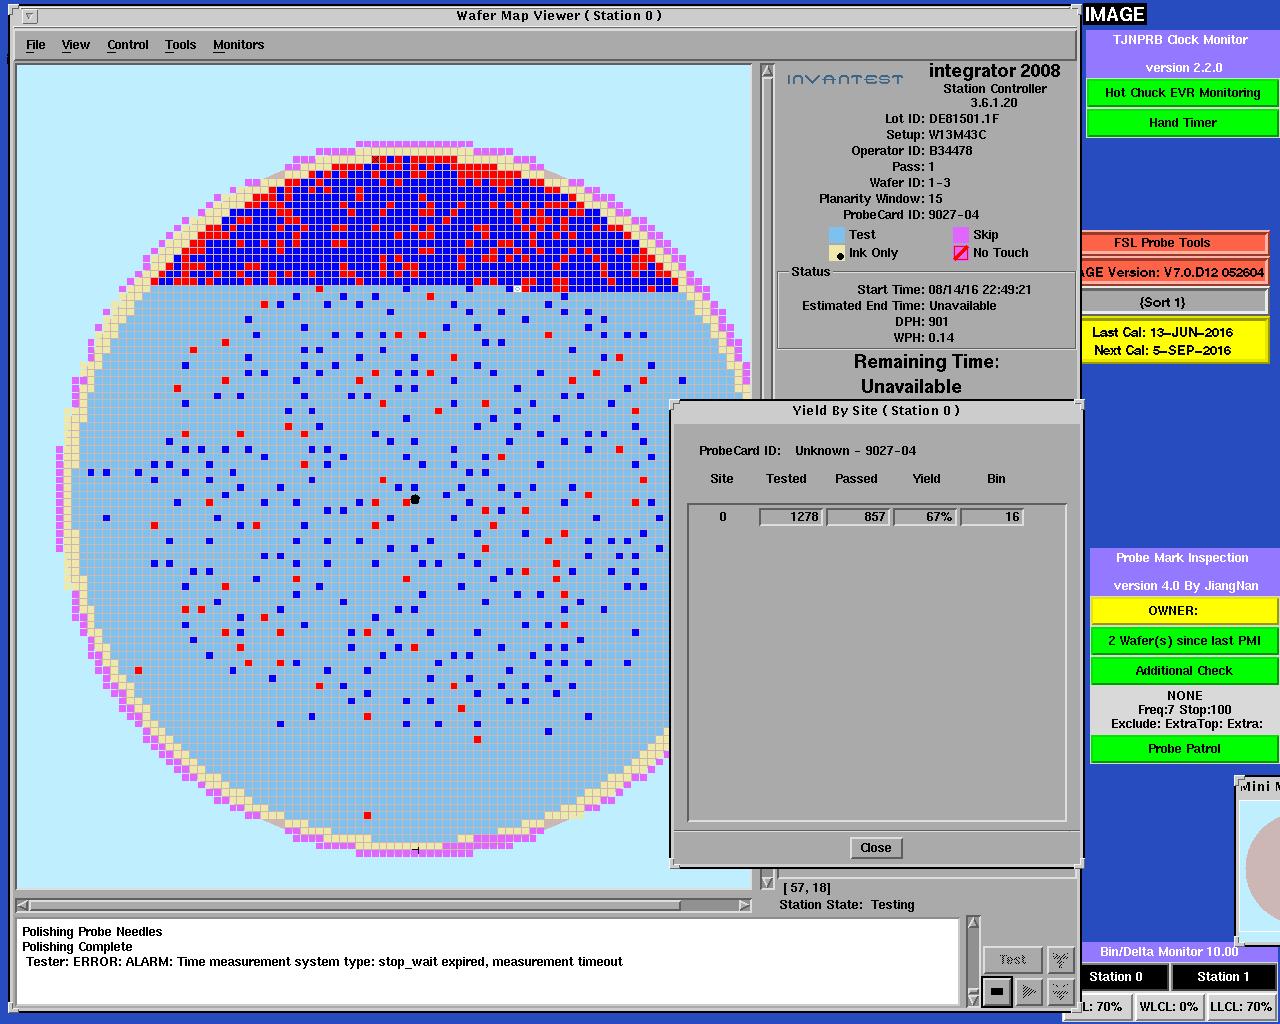 Wafer Map Viewer ( Station 0 )
IMAGE
File View Control Tools Monitors
INVANTEST
integrator 2008
Station Controller
3.6.1.20
Lot ID: DE81501.1F
Setup: W13M43C
Operator ID: B34478
Pass: 1
Wafer ID: 1-3
Planarity Window: 15
ProbeCard ID: 9027-04
Test
Skip
Ink Only
No Touch
Status
Start Time: 08/14/16 22:49:21
Estimated End Time: Unavailable
DPH: 901
WPH: 0.14
Remaining Time:
Unavailable
TJNPRB Clock Monitor
version 2.2.0
Hot Chuck EVR Monitoring
Hand Timer
FSL Probe Tools
AGE Version: V7.0.D12 052604
{Sort 1}
Last Cal: 13-JUN-2016
Next Cal: 5-SEP-2016
Yield By Site ( Station 0 )
ProbeCard ID: Unknown - 9027-04
Site Tested Passed Yield Bin
0 1278 857 67% 16
Close
Probe Mark Inspection
version 4.0 By JiangNan
OWNER:
2 Wafer(s) since last PMI
Additional Check
NONE
Freq:7 Stop:100
Exclude: ExtraTop: Extra:
Probe Patrol
Mini M
[ 57, 18]
Station State: Testing
Polishing Probe Needles
Polishing Complete
Tester: ERROR: ALARM: Time measurement system type: stop_wait expired, measurement timeout
Test
Bin/Delta Monitor 10.00
Station 0
Station 1
L: 70%
WLCL: 0%
LLCL: 70%